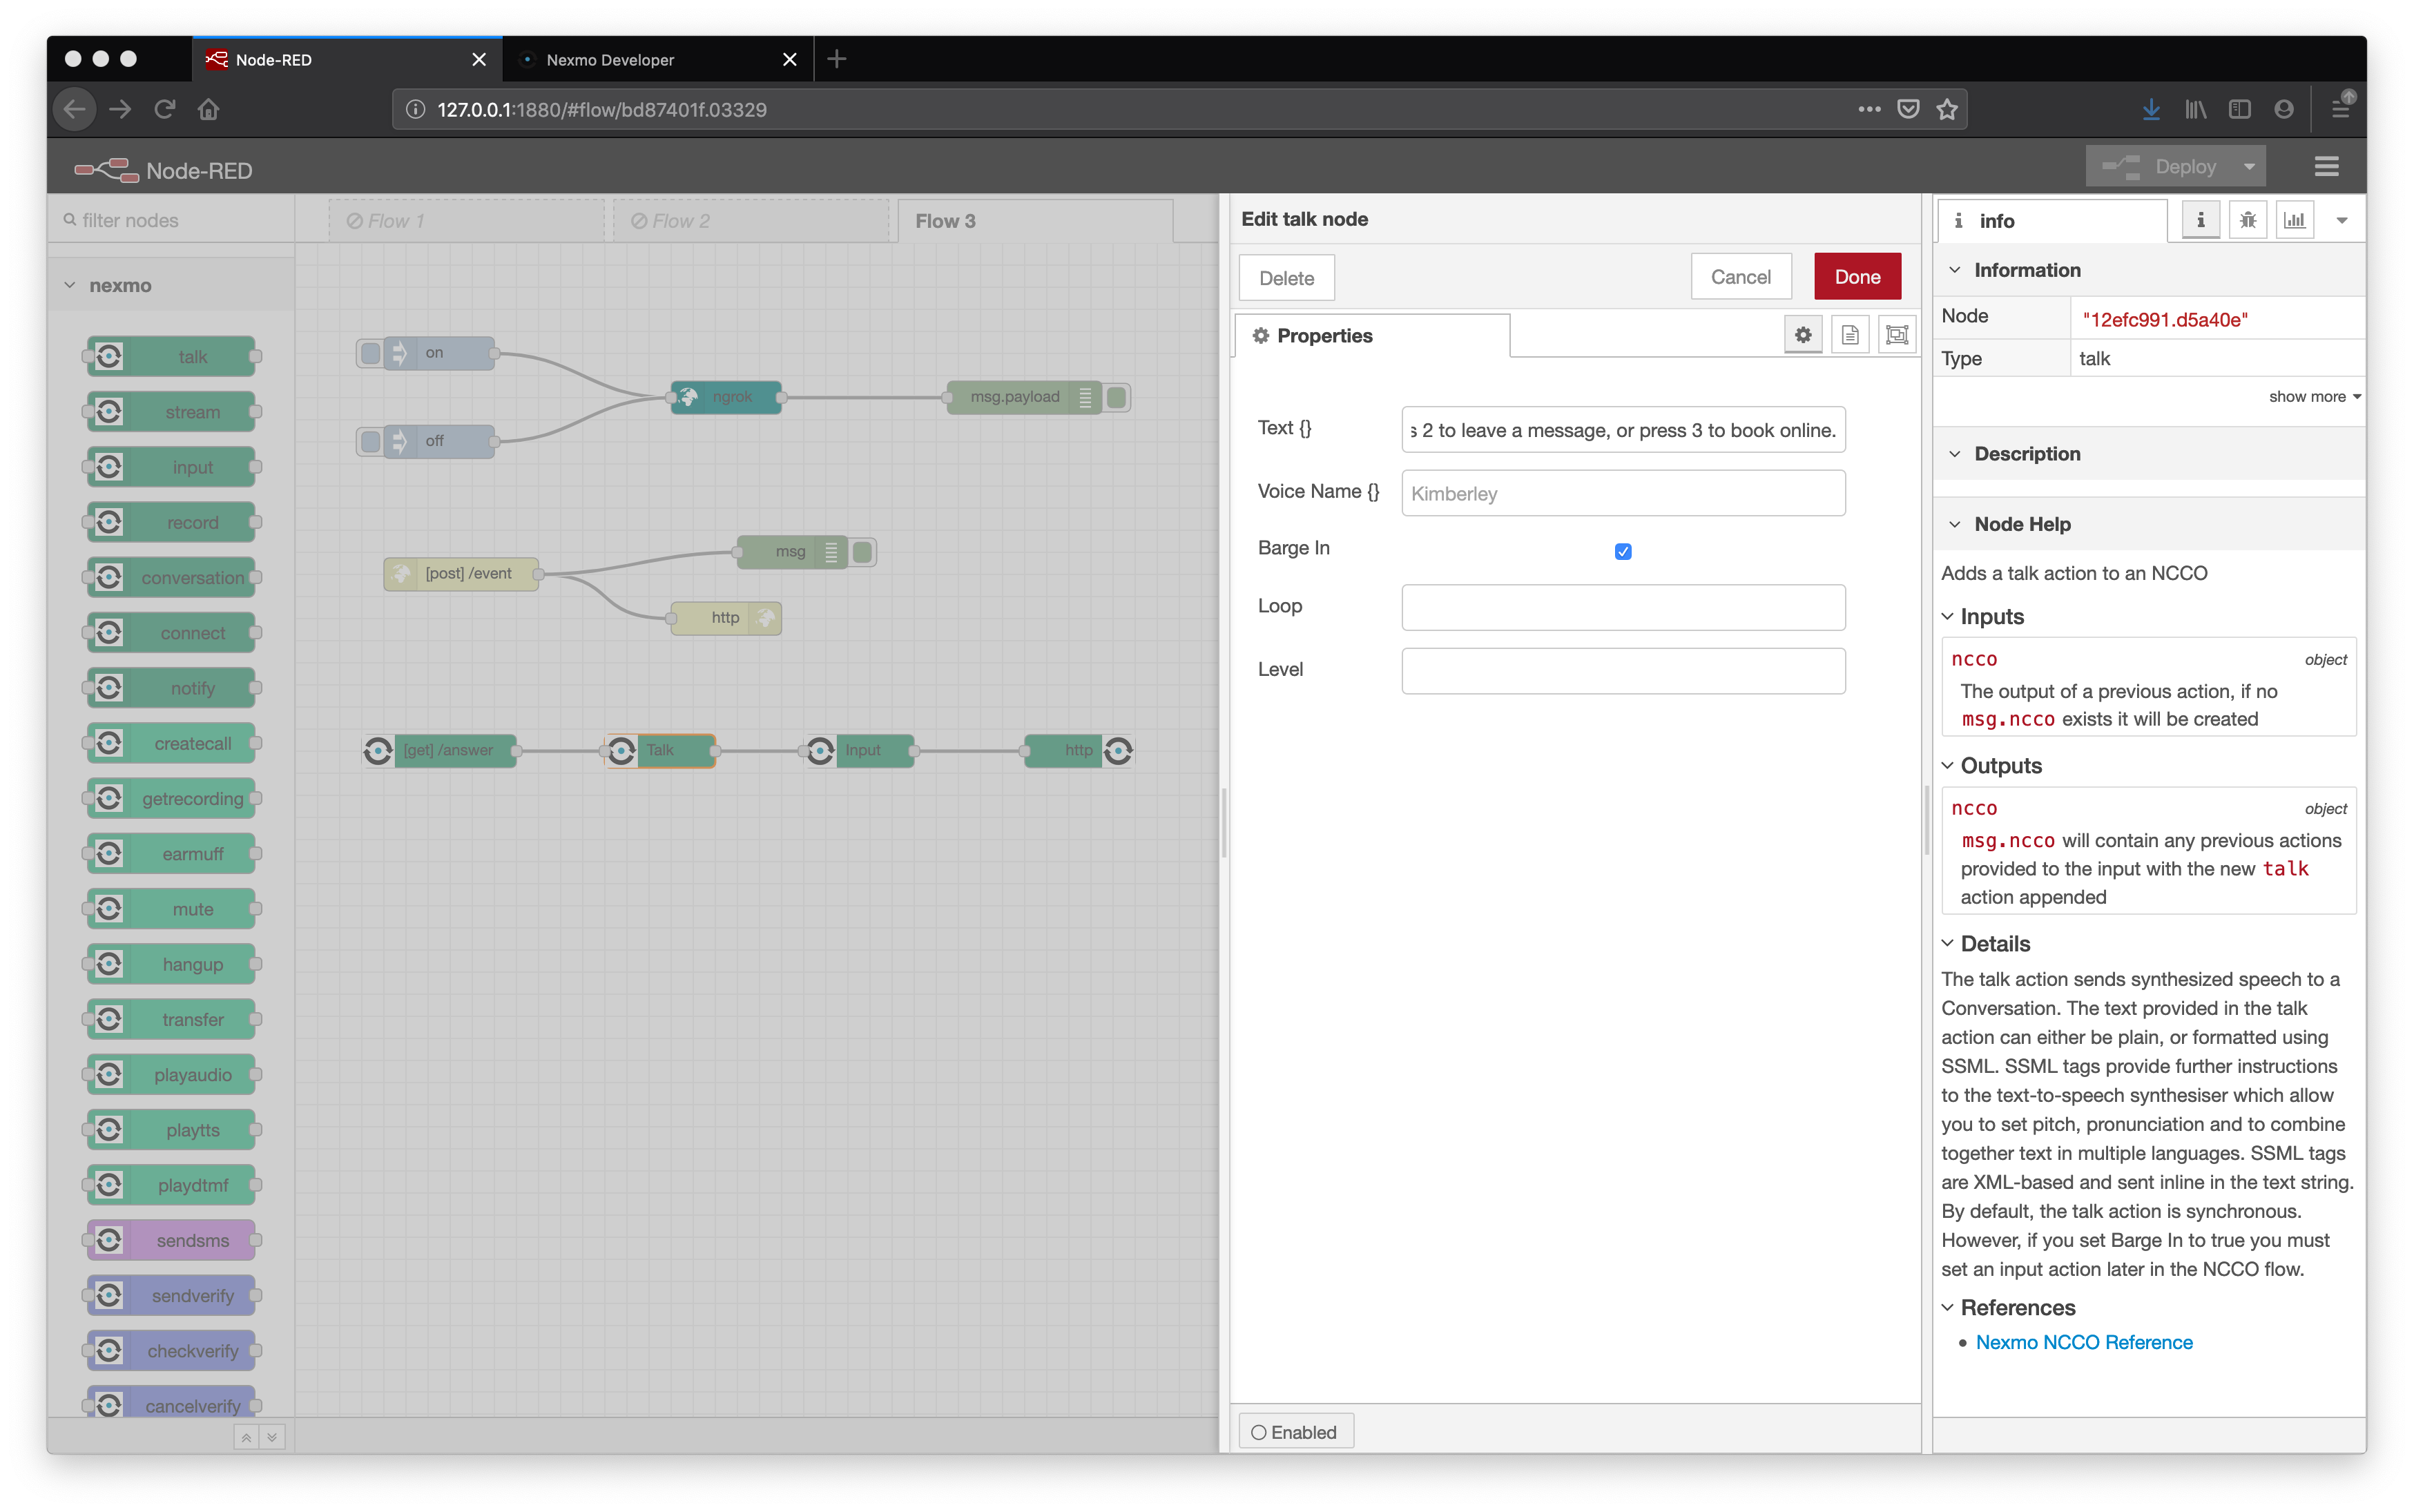 Node-RED
Nexmo Developer
127.0.0.1:1880/#flow/bd87401f.03329
Node-RED
Deploy
filter nodes
nexmo
talk
stream
input
record
conversation
connect
notify
createcall
getrecording
earmuff
mute
hangup
transfer
playaudio
playtts
playdtmf
sendsms
sendverify
checkverify
cancelverify
Flow 1
Flow 2
Flow 3
on
off
ngrok
msg.payload
[post] /event
msg
http
[get] /answer
Talk
Input
http
Edit talk node
Delete
Cancel
Done
Properties
Text {}
s 2 to leave a message, or press 3 to book online.
Voice Name {}
Kimberley
Barge In
Loop
Level
Enabled
i info
i
Information
Node
"12efc991.d5a40e"
Type
talk
show more
Description
Node Help
Adds a talk action to an NCCO
Inputs
ncco
object
The output of a previous action, if no
msg.ncco exists it will be created
Outputs
ncco
object
msg.ncco will contain any previous actions
provided to the input with the new talk
action appended
Details
The talk action sends synthesized speech to a
Conversation. The text provided in the talk
action can either be plain, or formatted using
SSML. SSML tags provide further instructions
to the text-to-speech synthesiser which allow
you to set pitch, pronunciation and to combine
together text in multiple languages. SSML tags
are XML-based and sent inline in the text string.
By default, the talk action is synchronous.
However, if you set Barge In to true you must
set an input action later in the NCCO flow.
References
• Nexmo NCCO Reference